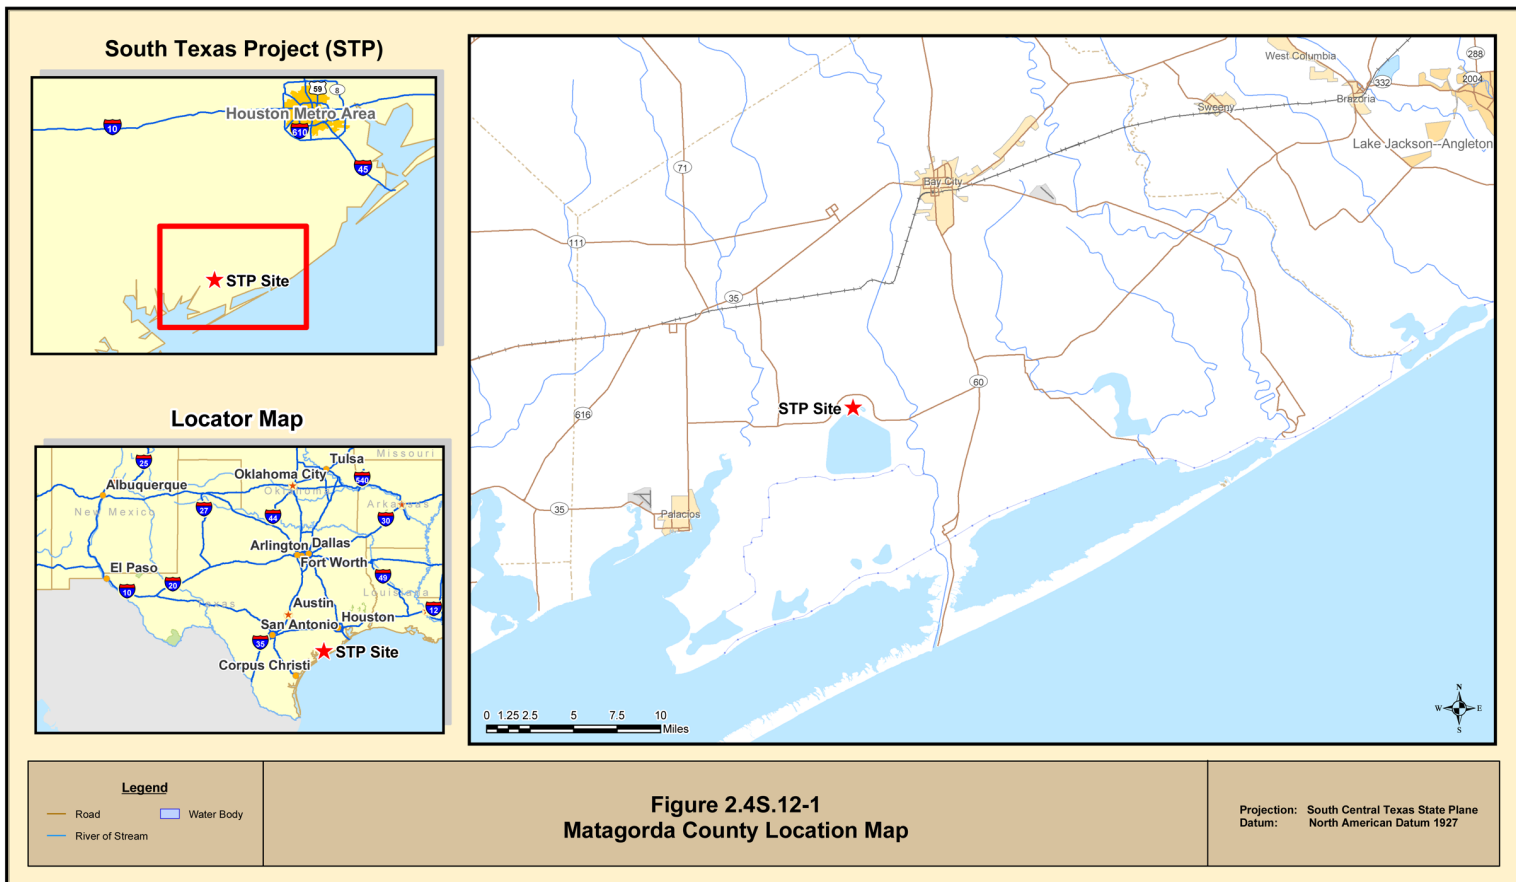 South Texas Project (STP)
59
8
Houston Metro Area
10
610
45
STP Site
Locator Map
Missouri
25
Tulsa
Oklahoma City
540
Albuquerque
Oklahoma
Arkansas
New Mexico
27
44
30
Arlington
Dallas
Fort Worth
El Paso
20
49
10
Louisiana
Texas
Austin
12
San Antonio
Houston
35
STP Site
Corpus Christi
288
West Columbia
332
2004
Brazoria
Sweeny
Lake Jackson--Angleton
71
Bay City
111
35
60
STP Site
616
35
Palacios
0 1.25 2.5 5 7.5 10
Miles
N
W E
S
Legend
Road
Water Body
River of Stream
Figure 2.4S.12-1
Matagorda County Location Map
Projection: South Central Texas State Plane
Datum: North American Datum 1927